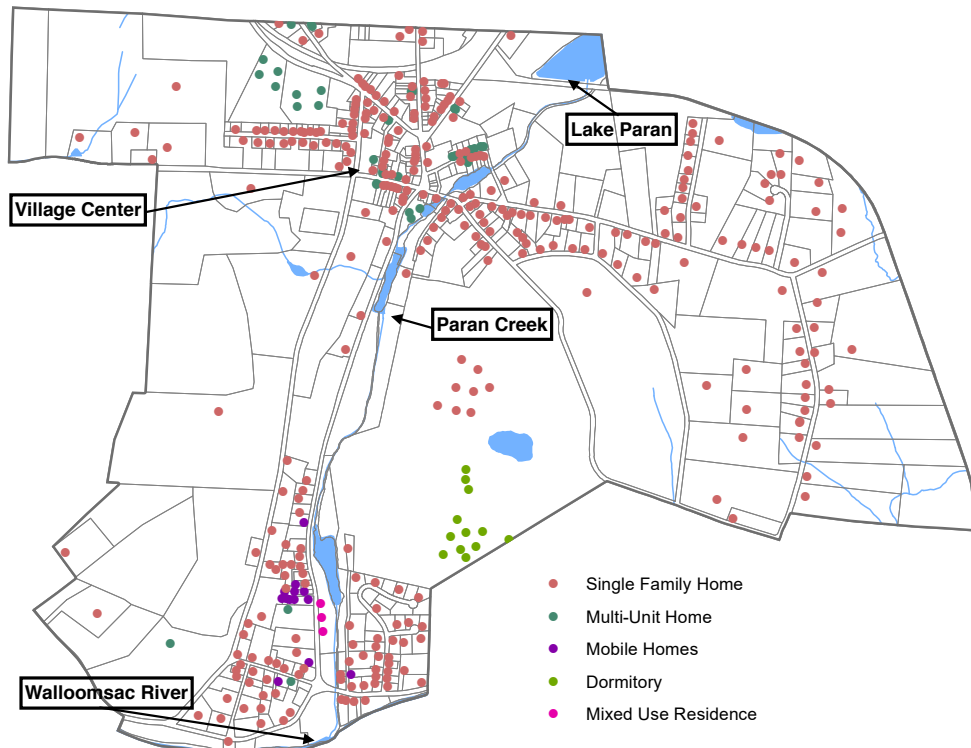 Lake Paran
Village Center
Paran Creek
Single Family Home
Multi-Unit Home
Mobile Homes
Walloomsac River
Dormitory
Mixed Use Residence